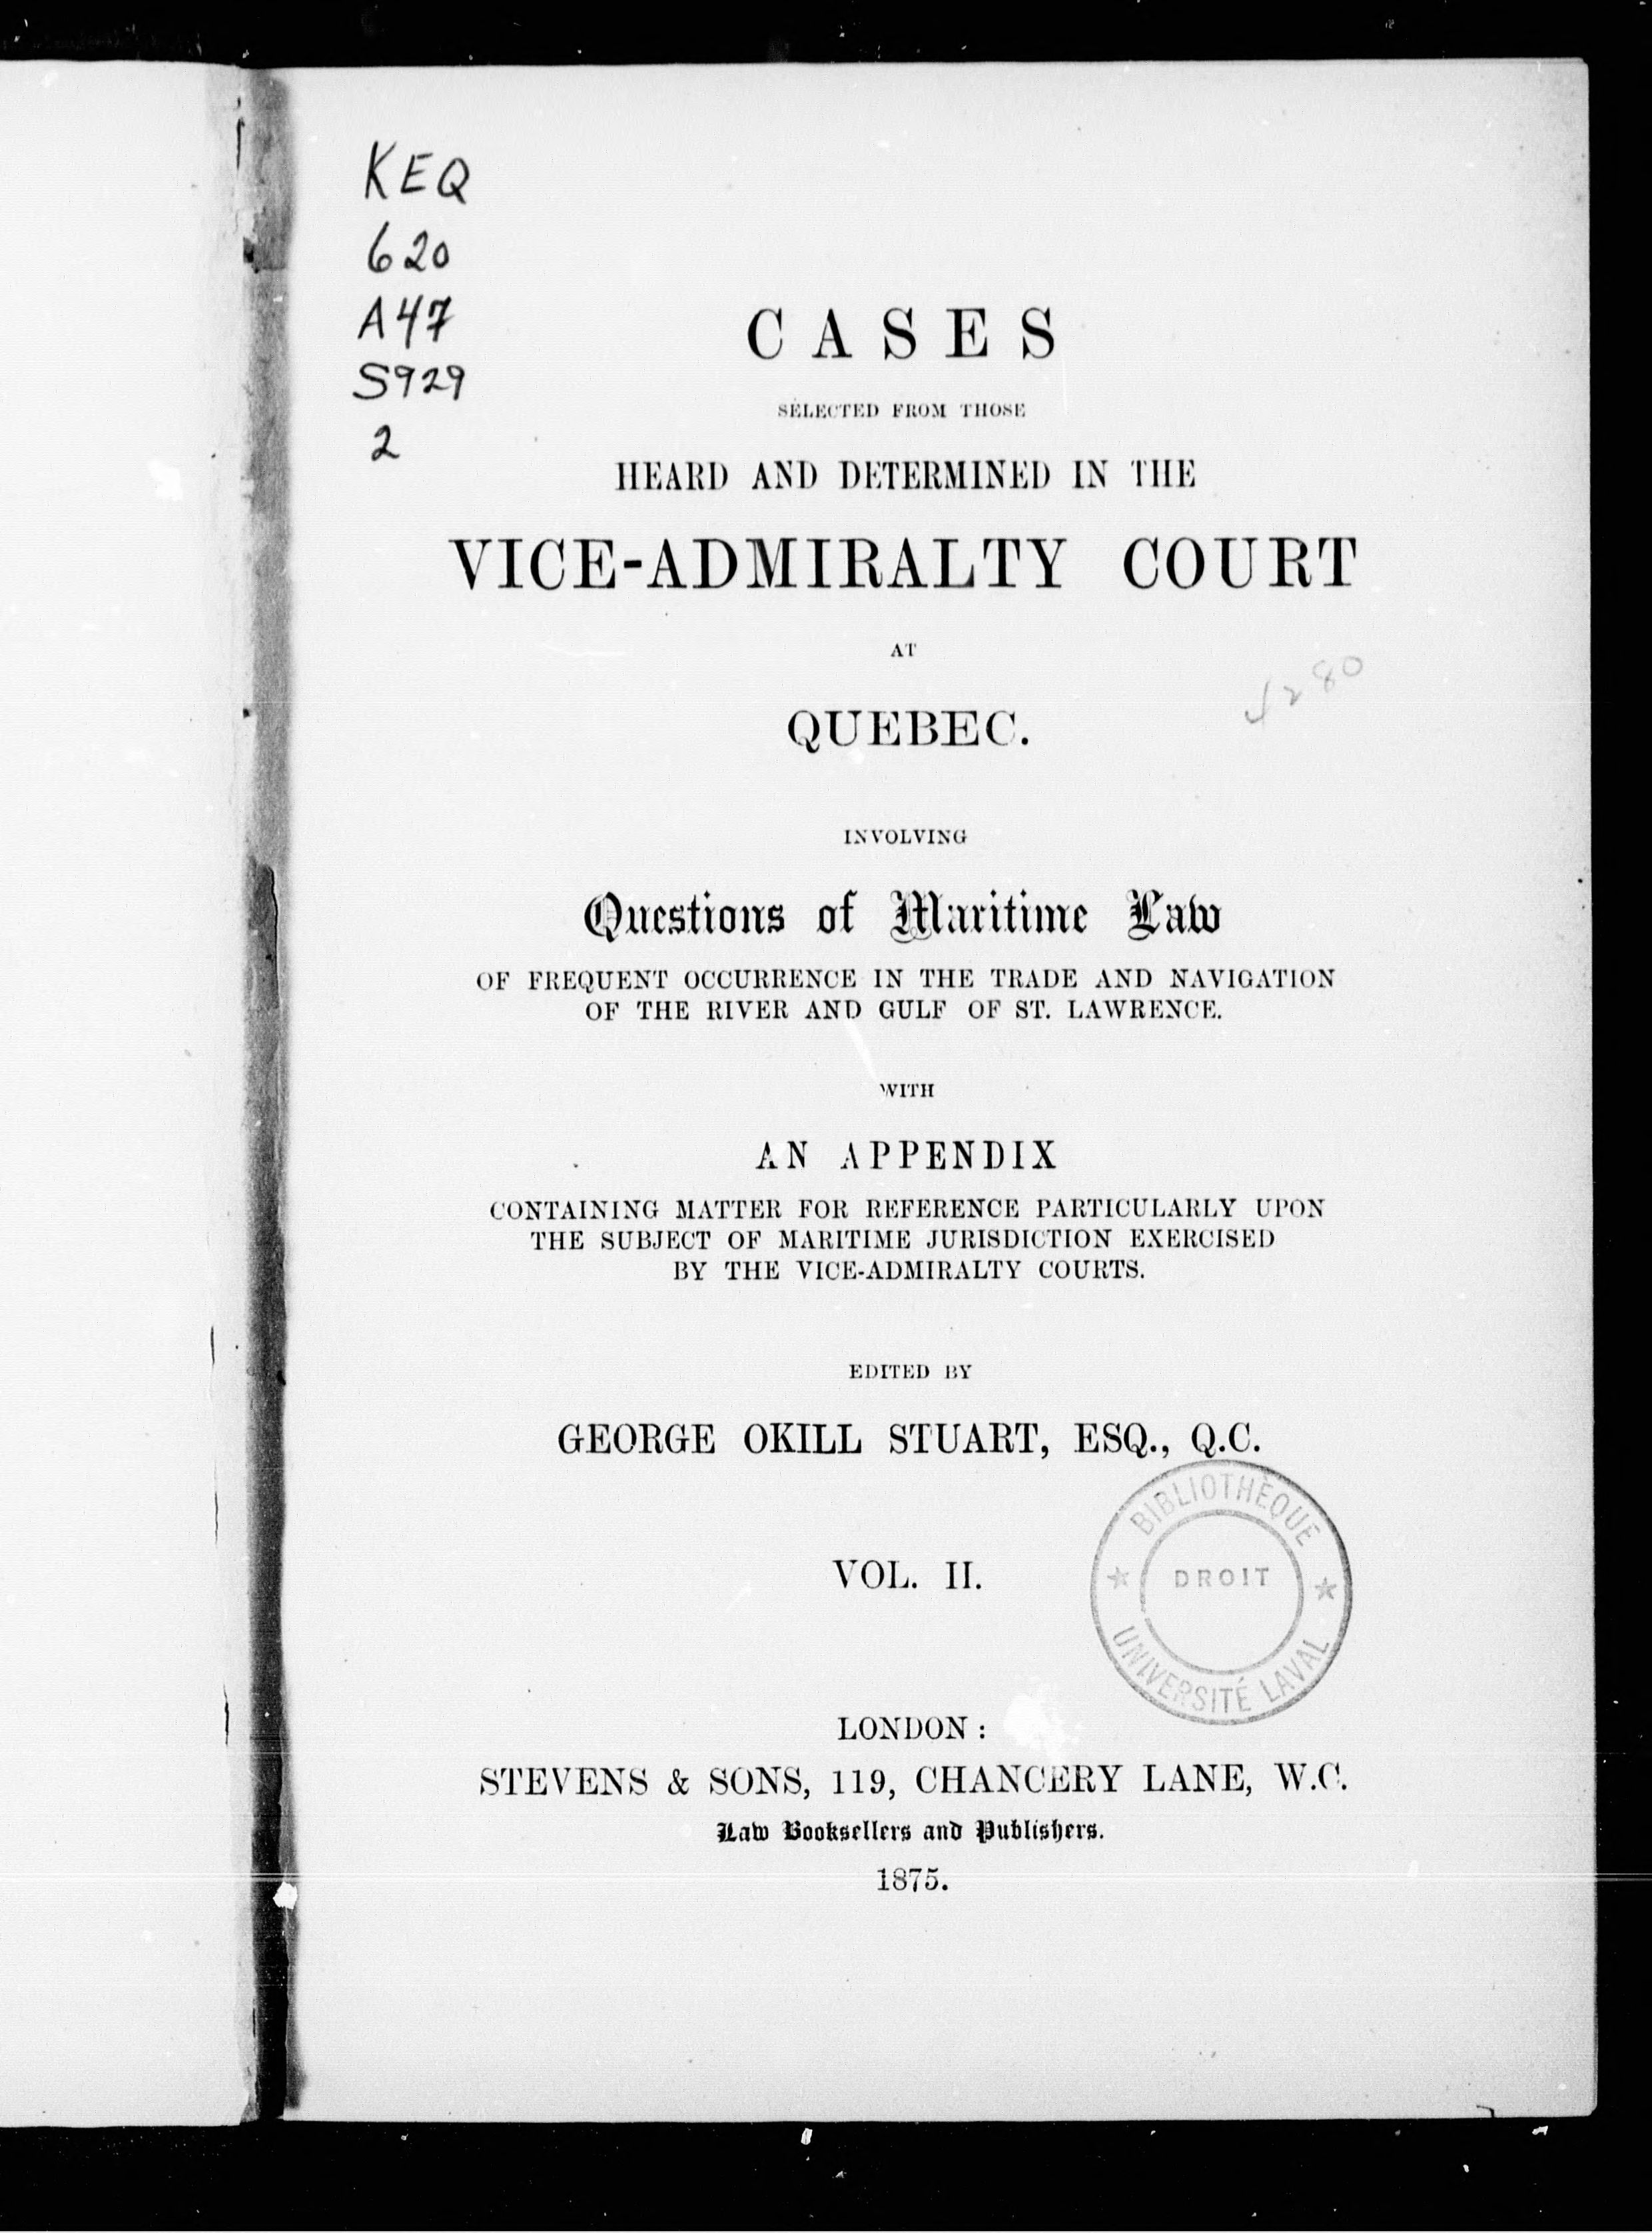 KEQ
620
A47
S929
2
CASES
SELECTED FROM THOSE
HEARD AND DETERMINED IN THE
VICE-ADMIRALTY COURT
AT
QUEBEC.
4280
INVOLVING
Questions of Maritime Law
OF FREQUENT OCCURRENCE IN THE TRADE AND NAVIGATION
OF THE RIVER AND GULF OF ST. LAWRENCE.
WITH
AN APPENDIX
CONTAINING MATTER FOR REFERENCE PARTICULARLY UPON
THE SUBJECT OF MARITIME JURISDICTION EXERCISED
BY THE VICE-ADMIRALTY COURTS.
EDITED BY
GEORGE OKILL STUART, ESQ., Q.C.
VOL. II.
BIBLIOTHÈQUE
DROIT
UNIVERSITÉ LAVAL
LONDON:
STEVENS & SONS, 119, CHANCERY LANE, W.C.
Law Booksellers and Publishers.
1875.